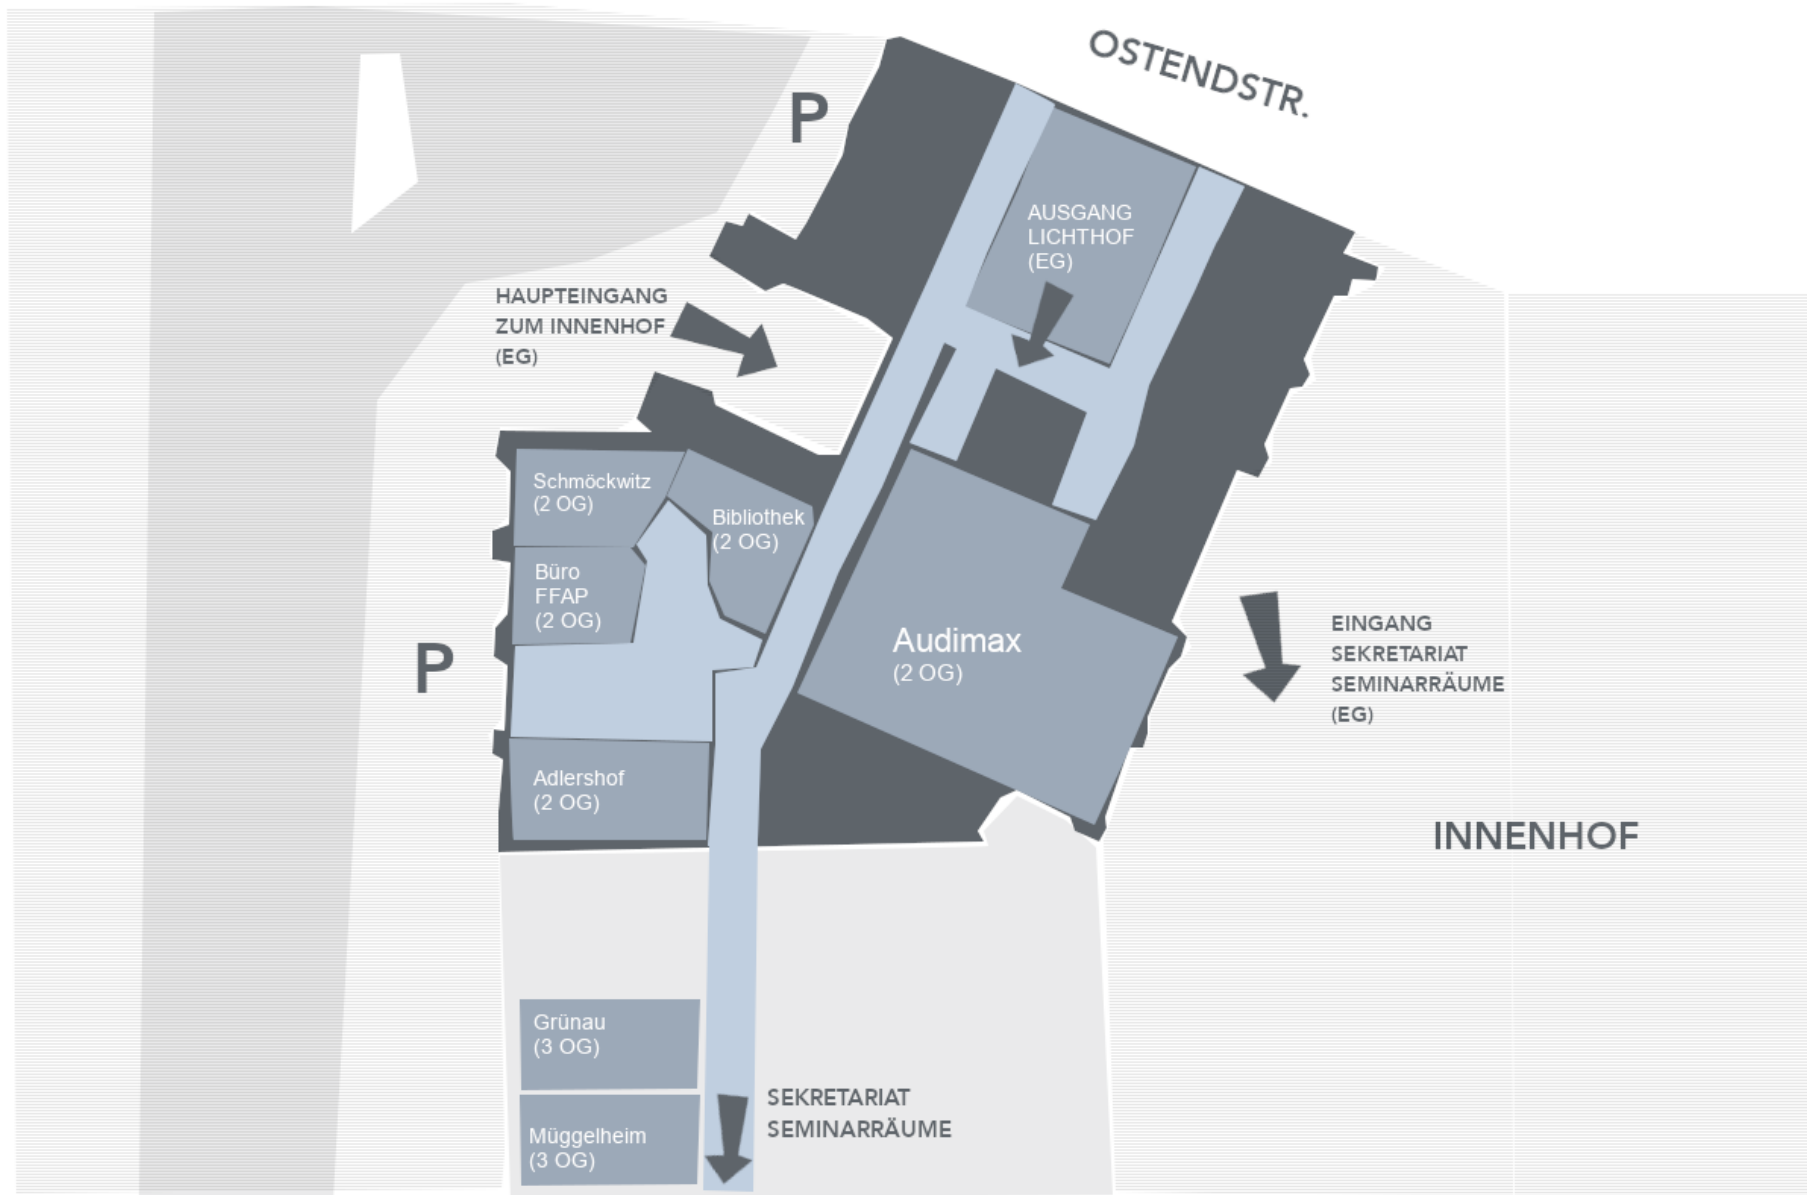 OSTENDSTR.
P
AUSGANG
LICHTHOF
(EG)
HAUPTEINGANG
ZUM INNENHOF
(EG)
Schmöckwitz
(2 OG)
Bibliothek
(2 OG)
Büro
FFAP
(2 OG)
P
Audimax
(2 OG)
EINGANG
SEKRETARIAT
SEMINARRÄUME
(EG)
Adlershof
(2 OG)
INNENHOF
Grünau
(3 OG)
Müggelheim
(3 OG)
SEKRETARIAT
SEMINARRÄUME